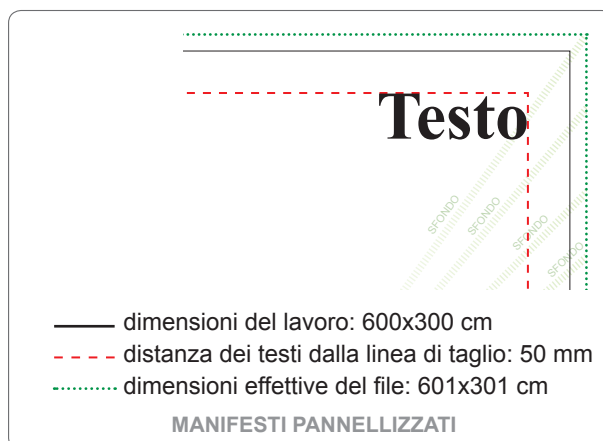 Testo
SFONDO
SFONDO
SFONDO
SFONDO
dimensioni del lavoro: 600x300 cm
distanza dei testi dalla linea di taglio: 50 mm
dimensioni effettive del file: 601x301 cm
MANIFESTI PANNELLIZZATI